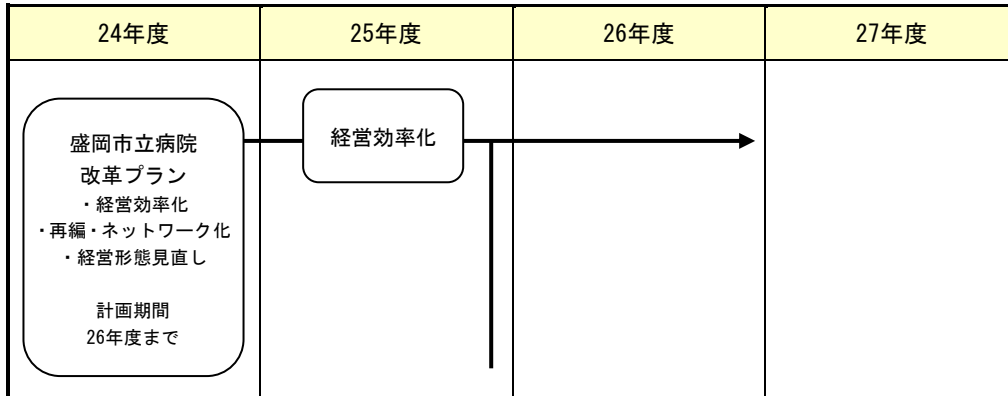 24年度
25年度
26年度
27年度
盛岡市立病院
改革プラン
・経営効率化
・再編・ネットワーク化
・経営形態見直し
計画期間
26年度まで
経営効率化